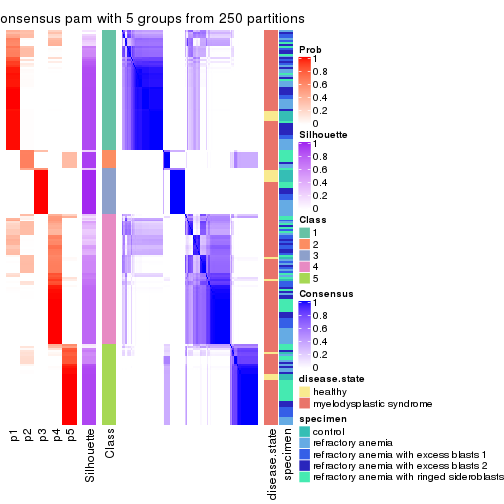 onsensus pam with 5 groups from 250 partitions
Prob
1
0.8
0.6
0.4
0.2
0
Silhouette
1
0.8
0.6
0.4
0.2
0
Class
1
2
3
4
5
Consensus
1
0.8
0.6
0.4
0.2
0
disease.state
healthy
myelodysplastic syndrome
specimen
control
refractory anemia
refractory anemia with excess blasts 1
refractory anemia with excess blasts 2
refractory anemia with ringed sideroblasts
p1
p2
p3
p4
p5
Silhouette
Class
disease.state
specimen